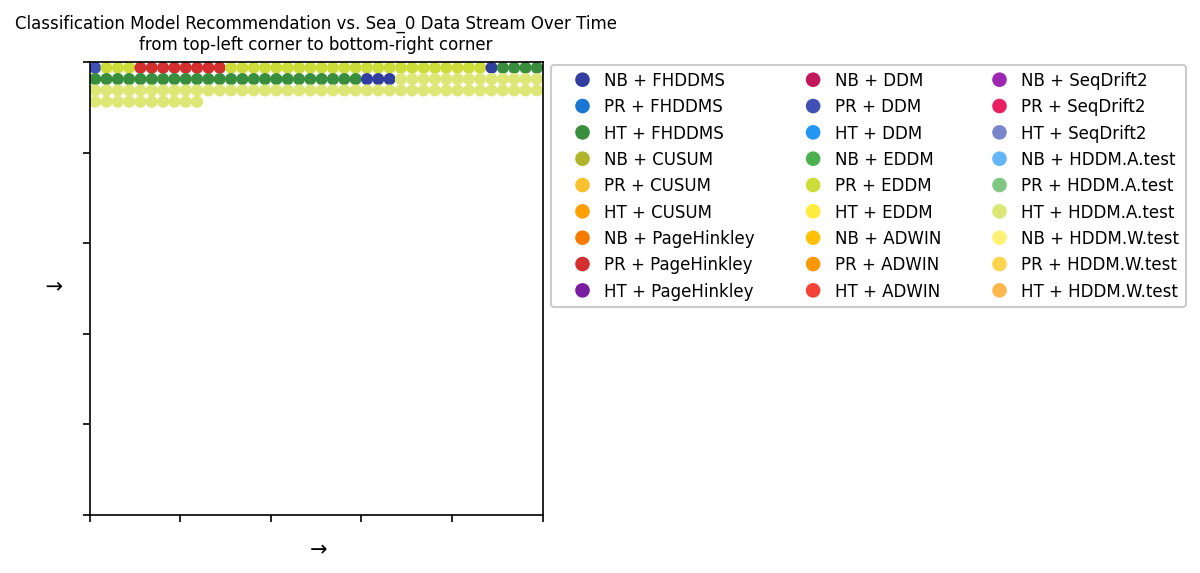 Classification Model Recommendation vs. Sea_0 Data Stream Over Time
from top-left corner to bottom-right corner
NB + FHDDMS
PR + FHDDMS
HT + FHDDMS
NB + CUSUM
PR + CUSUM
HT + CUSUM
NB + PageHinkley
PR + PageHinkley
HT + PageHinkley
NB + DDM
PR + DDM
HT + DDM
NB + EDDM
PR + EDDM
HT + EDDM
NB + ADWIN
PR + ADWIN
HT + ADWIN
NB + SeqDrift2
PR + SeqDrift2
HT + SeqDrift2
NB + HDDM.A.test
PR + HDDM.A.test
HT + HDDM.A.test
NB + HDDM.W.test
PR + HDDM.W.test
HT + HDDM.W.test
→
→